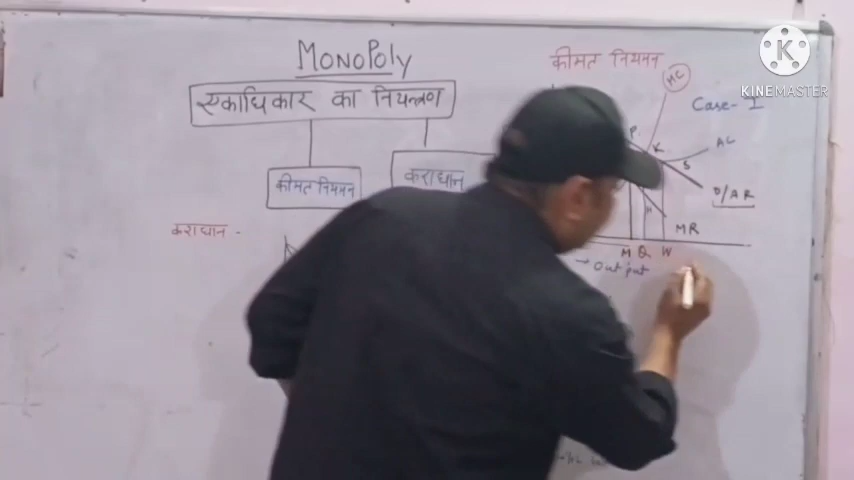 MONOPOLY
एकाधिकार का नियन्त्रण
कीमत नियमन
कराधान
कराधान -
कीमत नियमन
MC
Case- I
P
K
AC
S
D/AR
H
MR
M Q W
→ Output
K
KINEMASTER